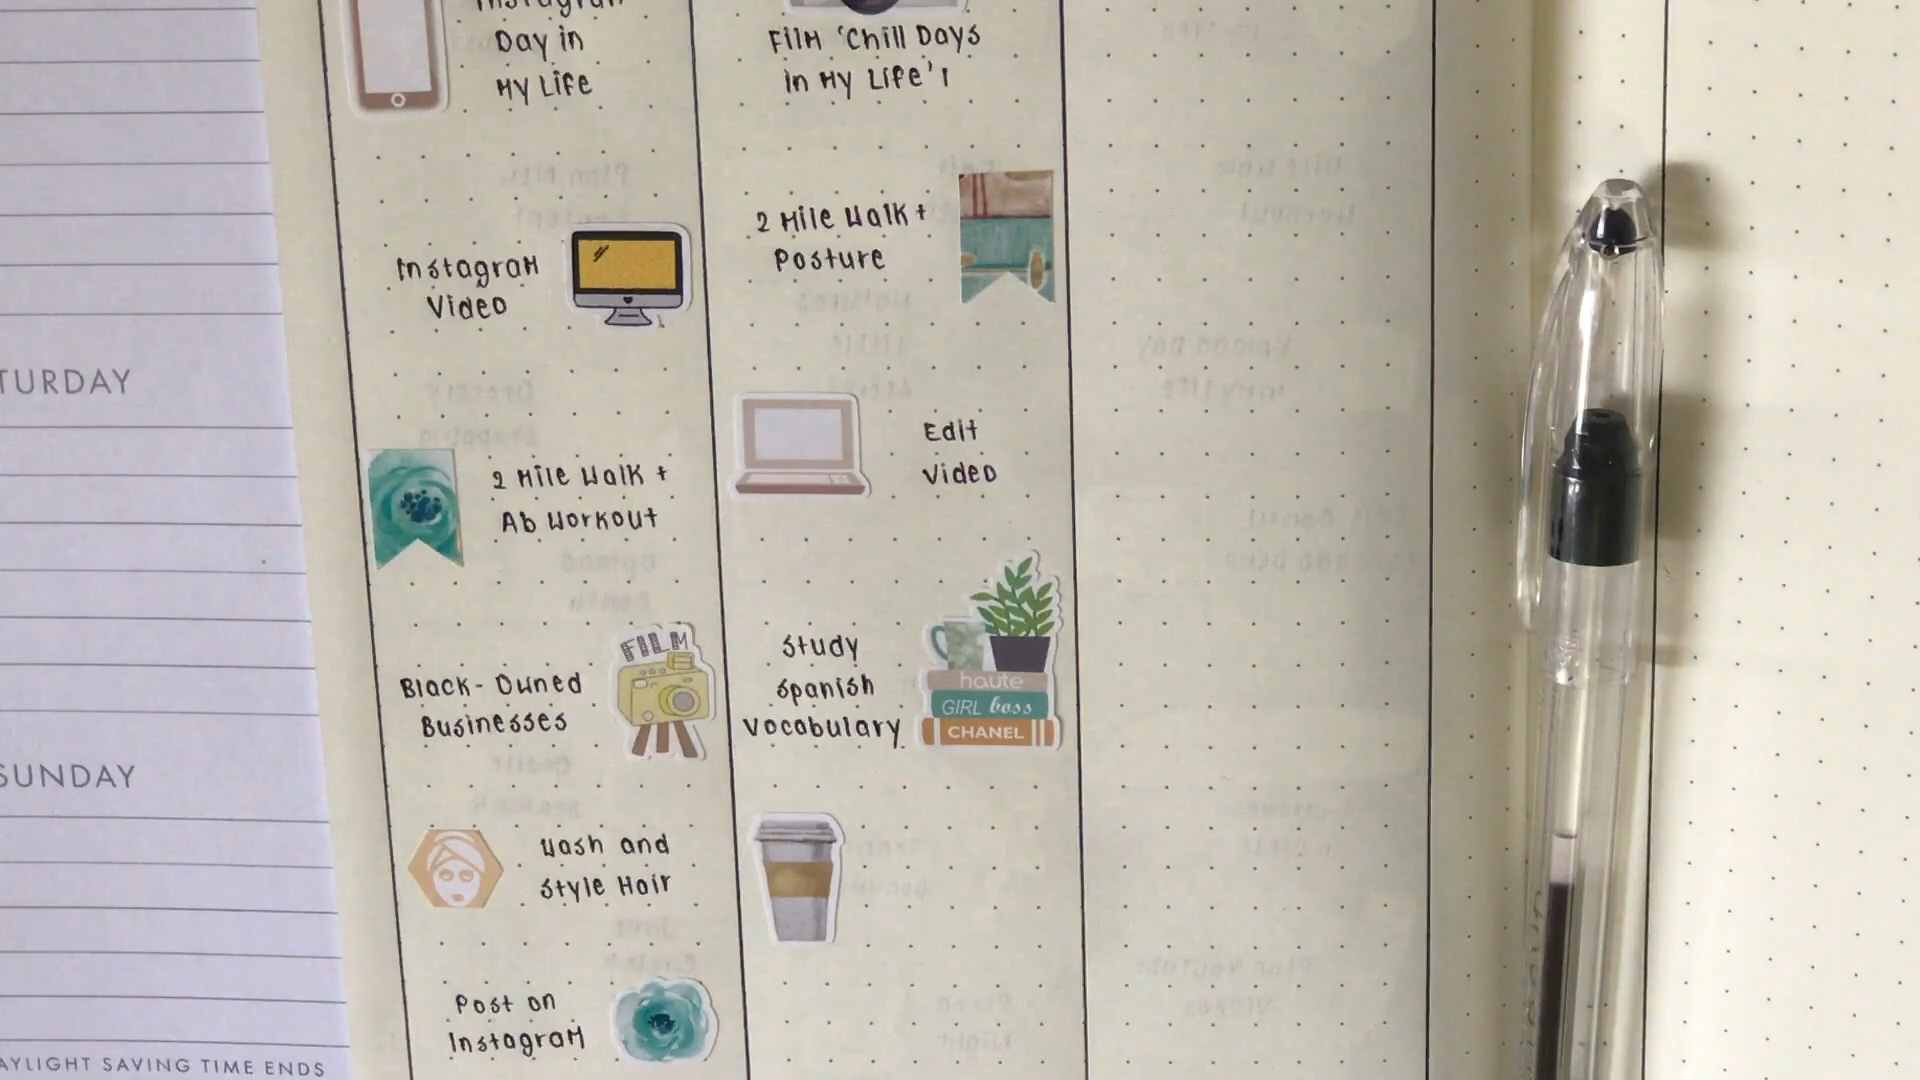 Day in
My Life
Instagram
Video
2 Mile Walk +
Ab Workout
Black-Owned
Businesses
FILM
Wash and
Style Hair
Post on
Instagram
Film 'Chill Days
in My Life' 1
2 Mile Walk +
Posture
Edit
Video
Study
Spanish
Vocabulary
haute
GIRL boss
CHANEL
TURDAY
SUNDAY
AYLIGHT SAVING TIME ENDS